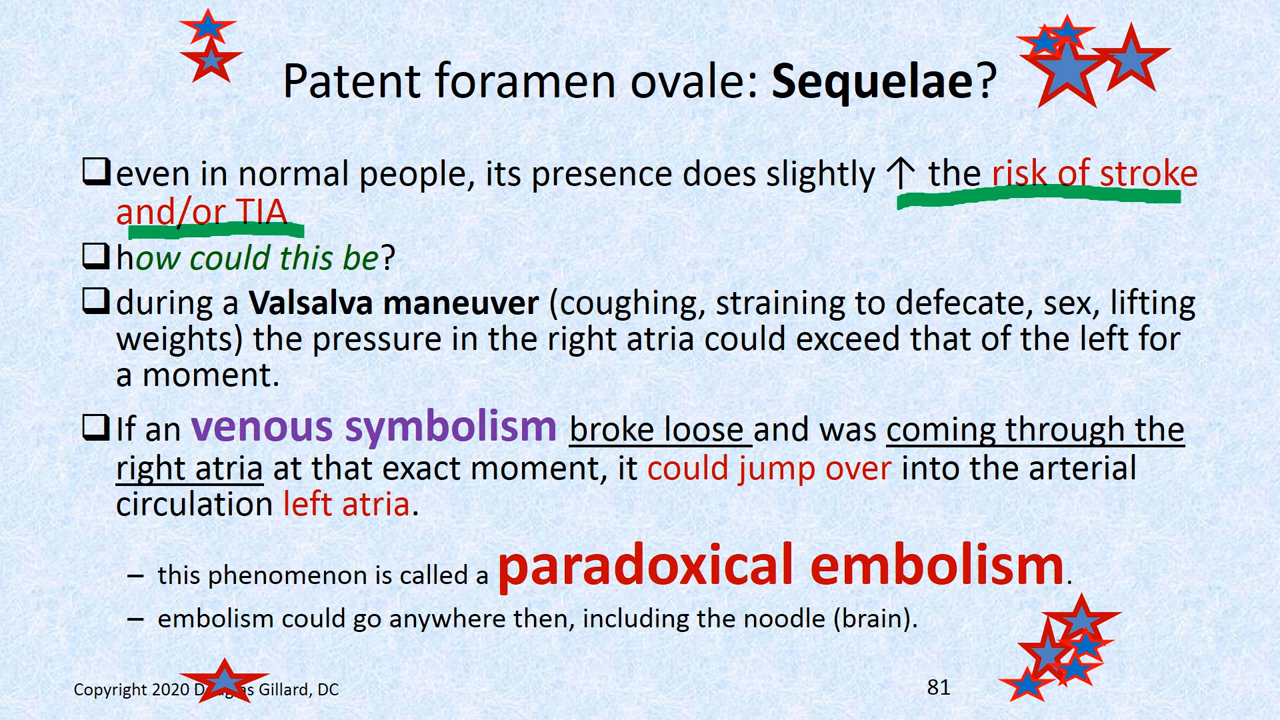 Patent foramen ovale: Sequelae?
even in normal people, its presence does slightly ↑ the risk of stroke
and/or TIA
how could this be?
during a Valsalva maneuver (coughing, straining to defecate, sex, lifting
weights) the pressure in the right atria could exceed that of the left for
a moment.
If an venous symbolism broke loose and was coming through the
right atria at that exact moment, it could jump over into the arterial
circulation left atria.
– this phenomenon is called a paradoxical embolism.
– embolism could go anywhere then, including the noodle (brain).
Copyright 2020 Gillard, DC
81